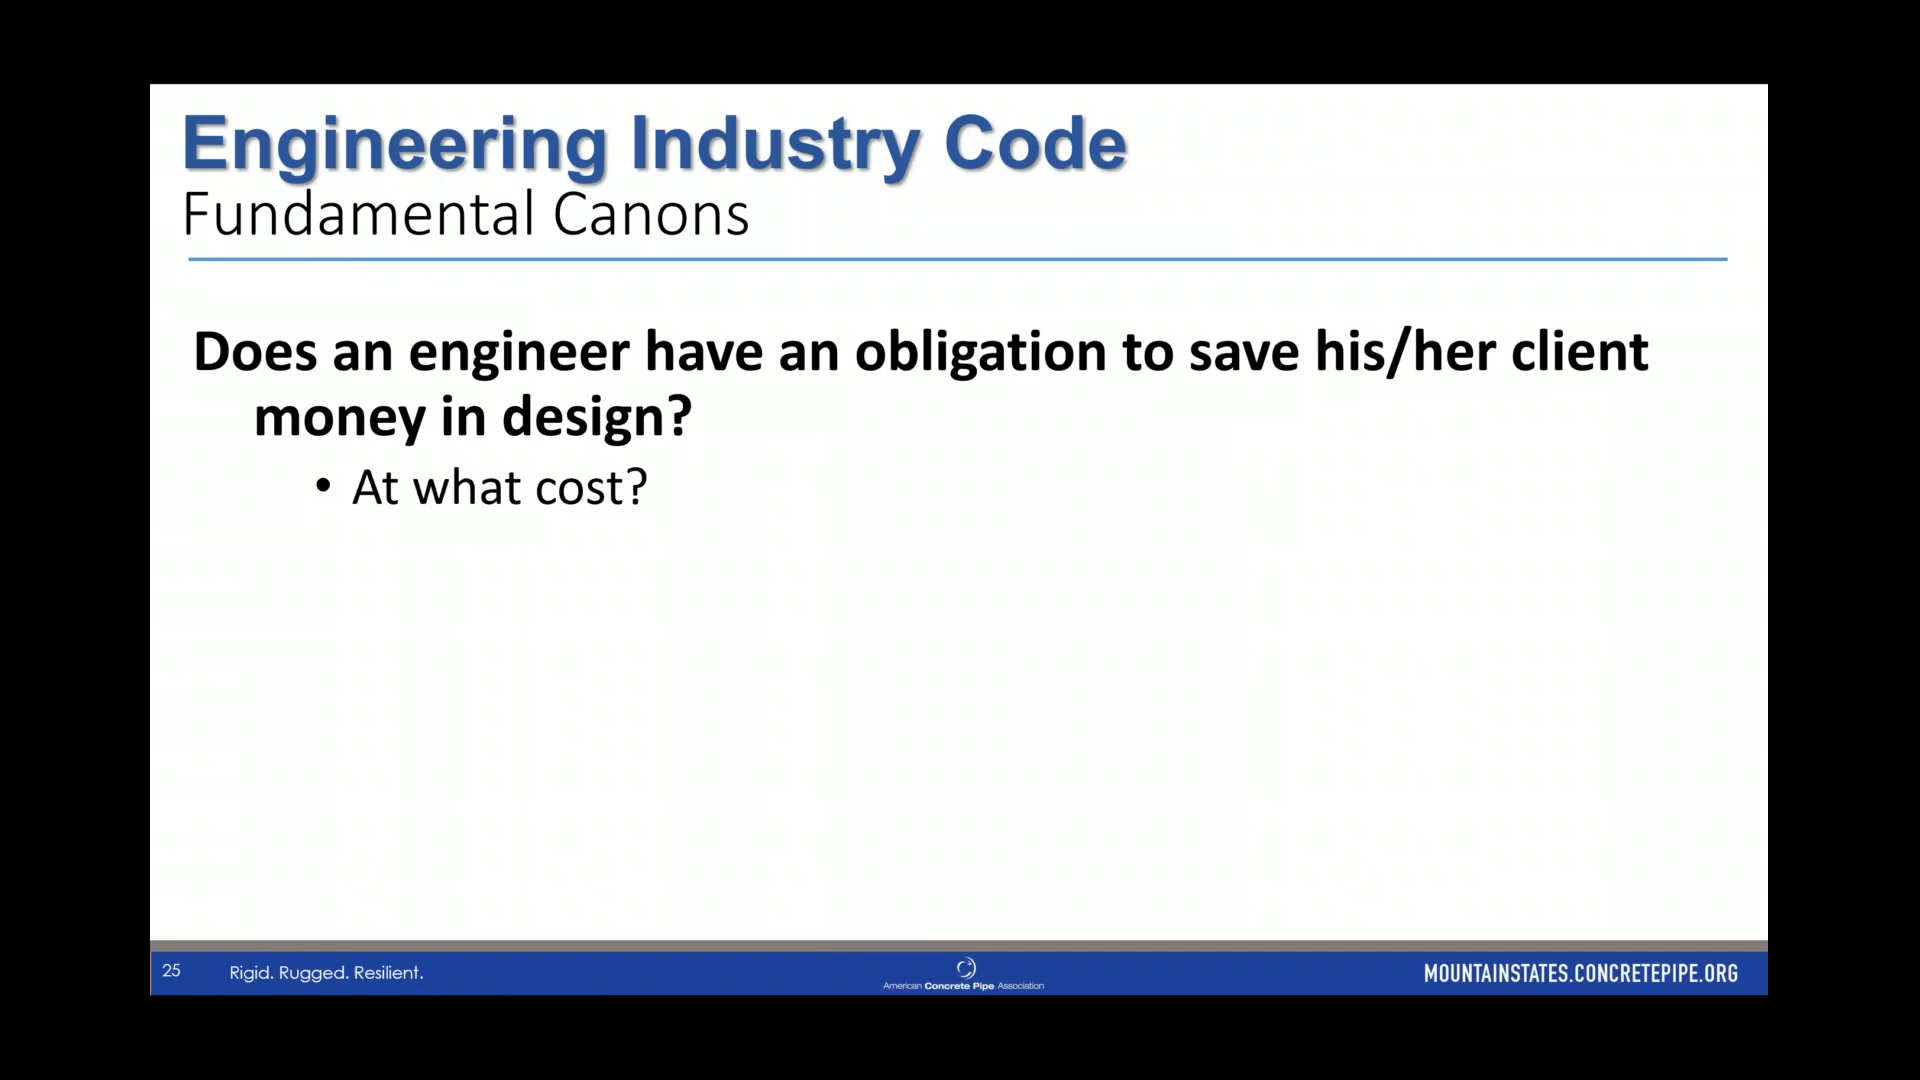 Engineering Industry Code
Fundamental Canons
Does an engineer have an obligation to save his/her client
money in design?
• At what cost?
25
Rigid. Rugged. Resilient.
American Concrete Pipe Association
MOUNTAINSTATES.CONCRETEPIPE.ORG